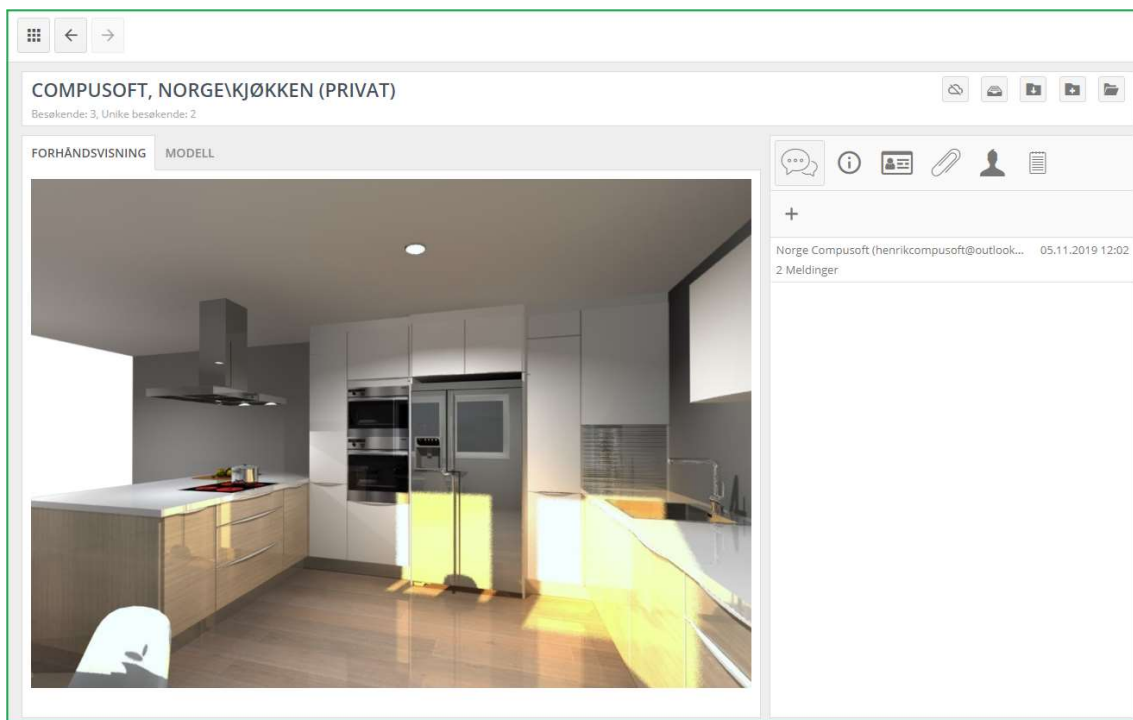 COMPUSOFT, NORGE\KJØKKEN (PRIVAT)
Besøkende: 3, Unike besøkende: 2
FORHÅNDSVISNING MODELL
Norge Compusoft (henrikcompusoft@outlook... 05.11.2019 12:02
2 Meldinger